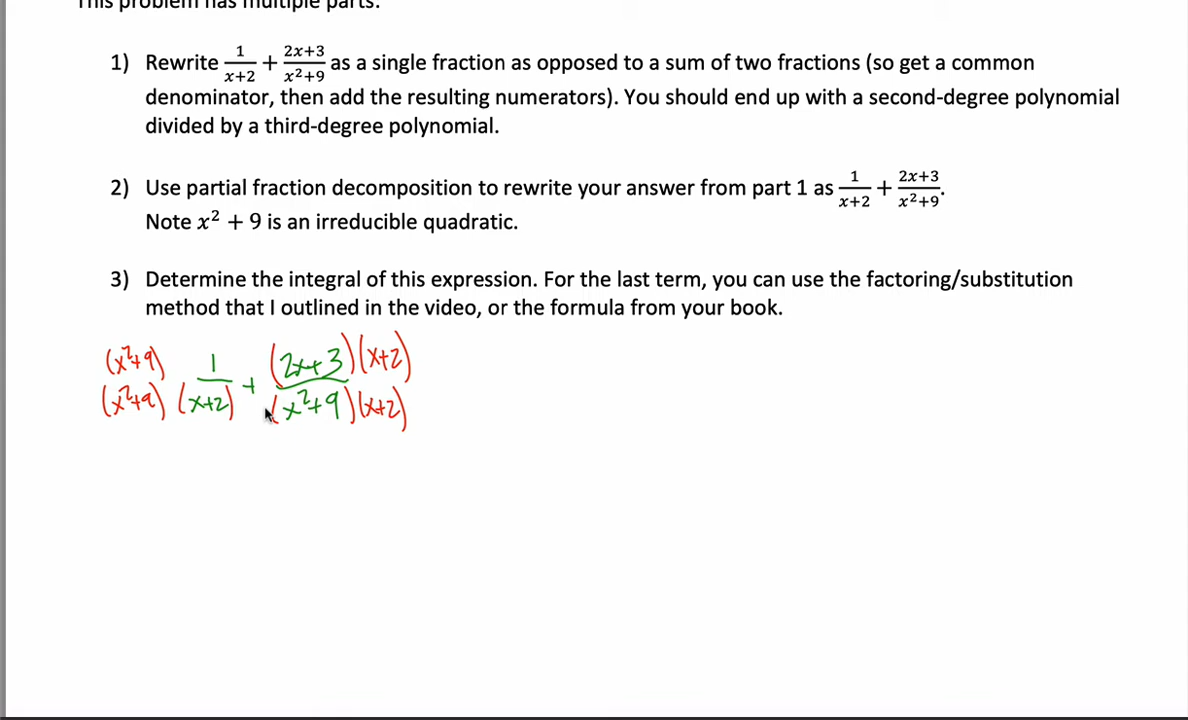 This problem has multiple parts.
1) Rewrite 1/(x+2) + (2x+3)/(x²+9) as a single fraction as opposed to a sum of two fractions (so get a common
denominator, then add the resulting numerators). You should end up with a second-degree polynomial
divided by a third-degree polynomial.
2) Use partial fraction decomposition to rewrite your answer from part 1 as 1/(x+2) + (2x+3)/(x²+9).
Note x² + 9 is an irreducible quadratic.
3) Determine the integral of this expression. For the last term, you can use the factoring/substitution
method that I outlined in the video, or the formula from your book.
(x²+9) 1 + (2x+3)(x+2)
(x²+9) (x+2) (x²+9)(x+2)